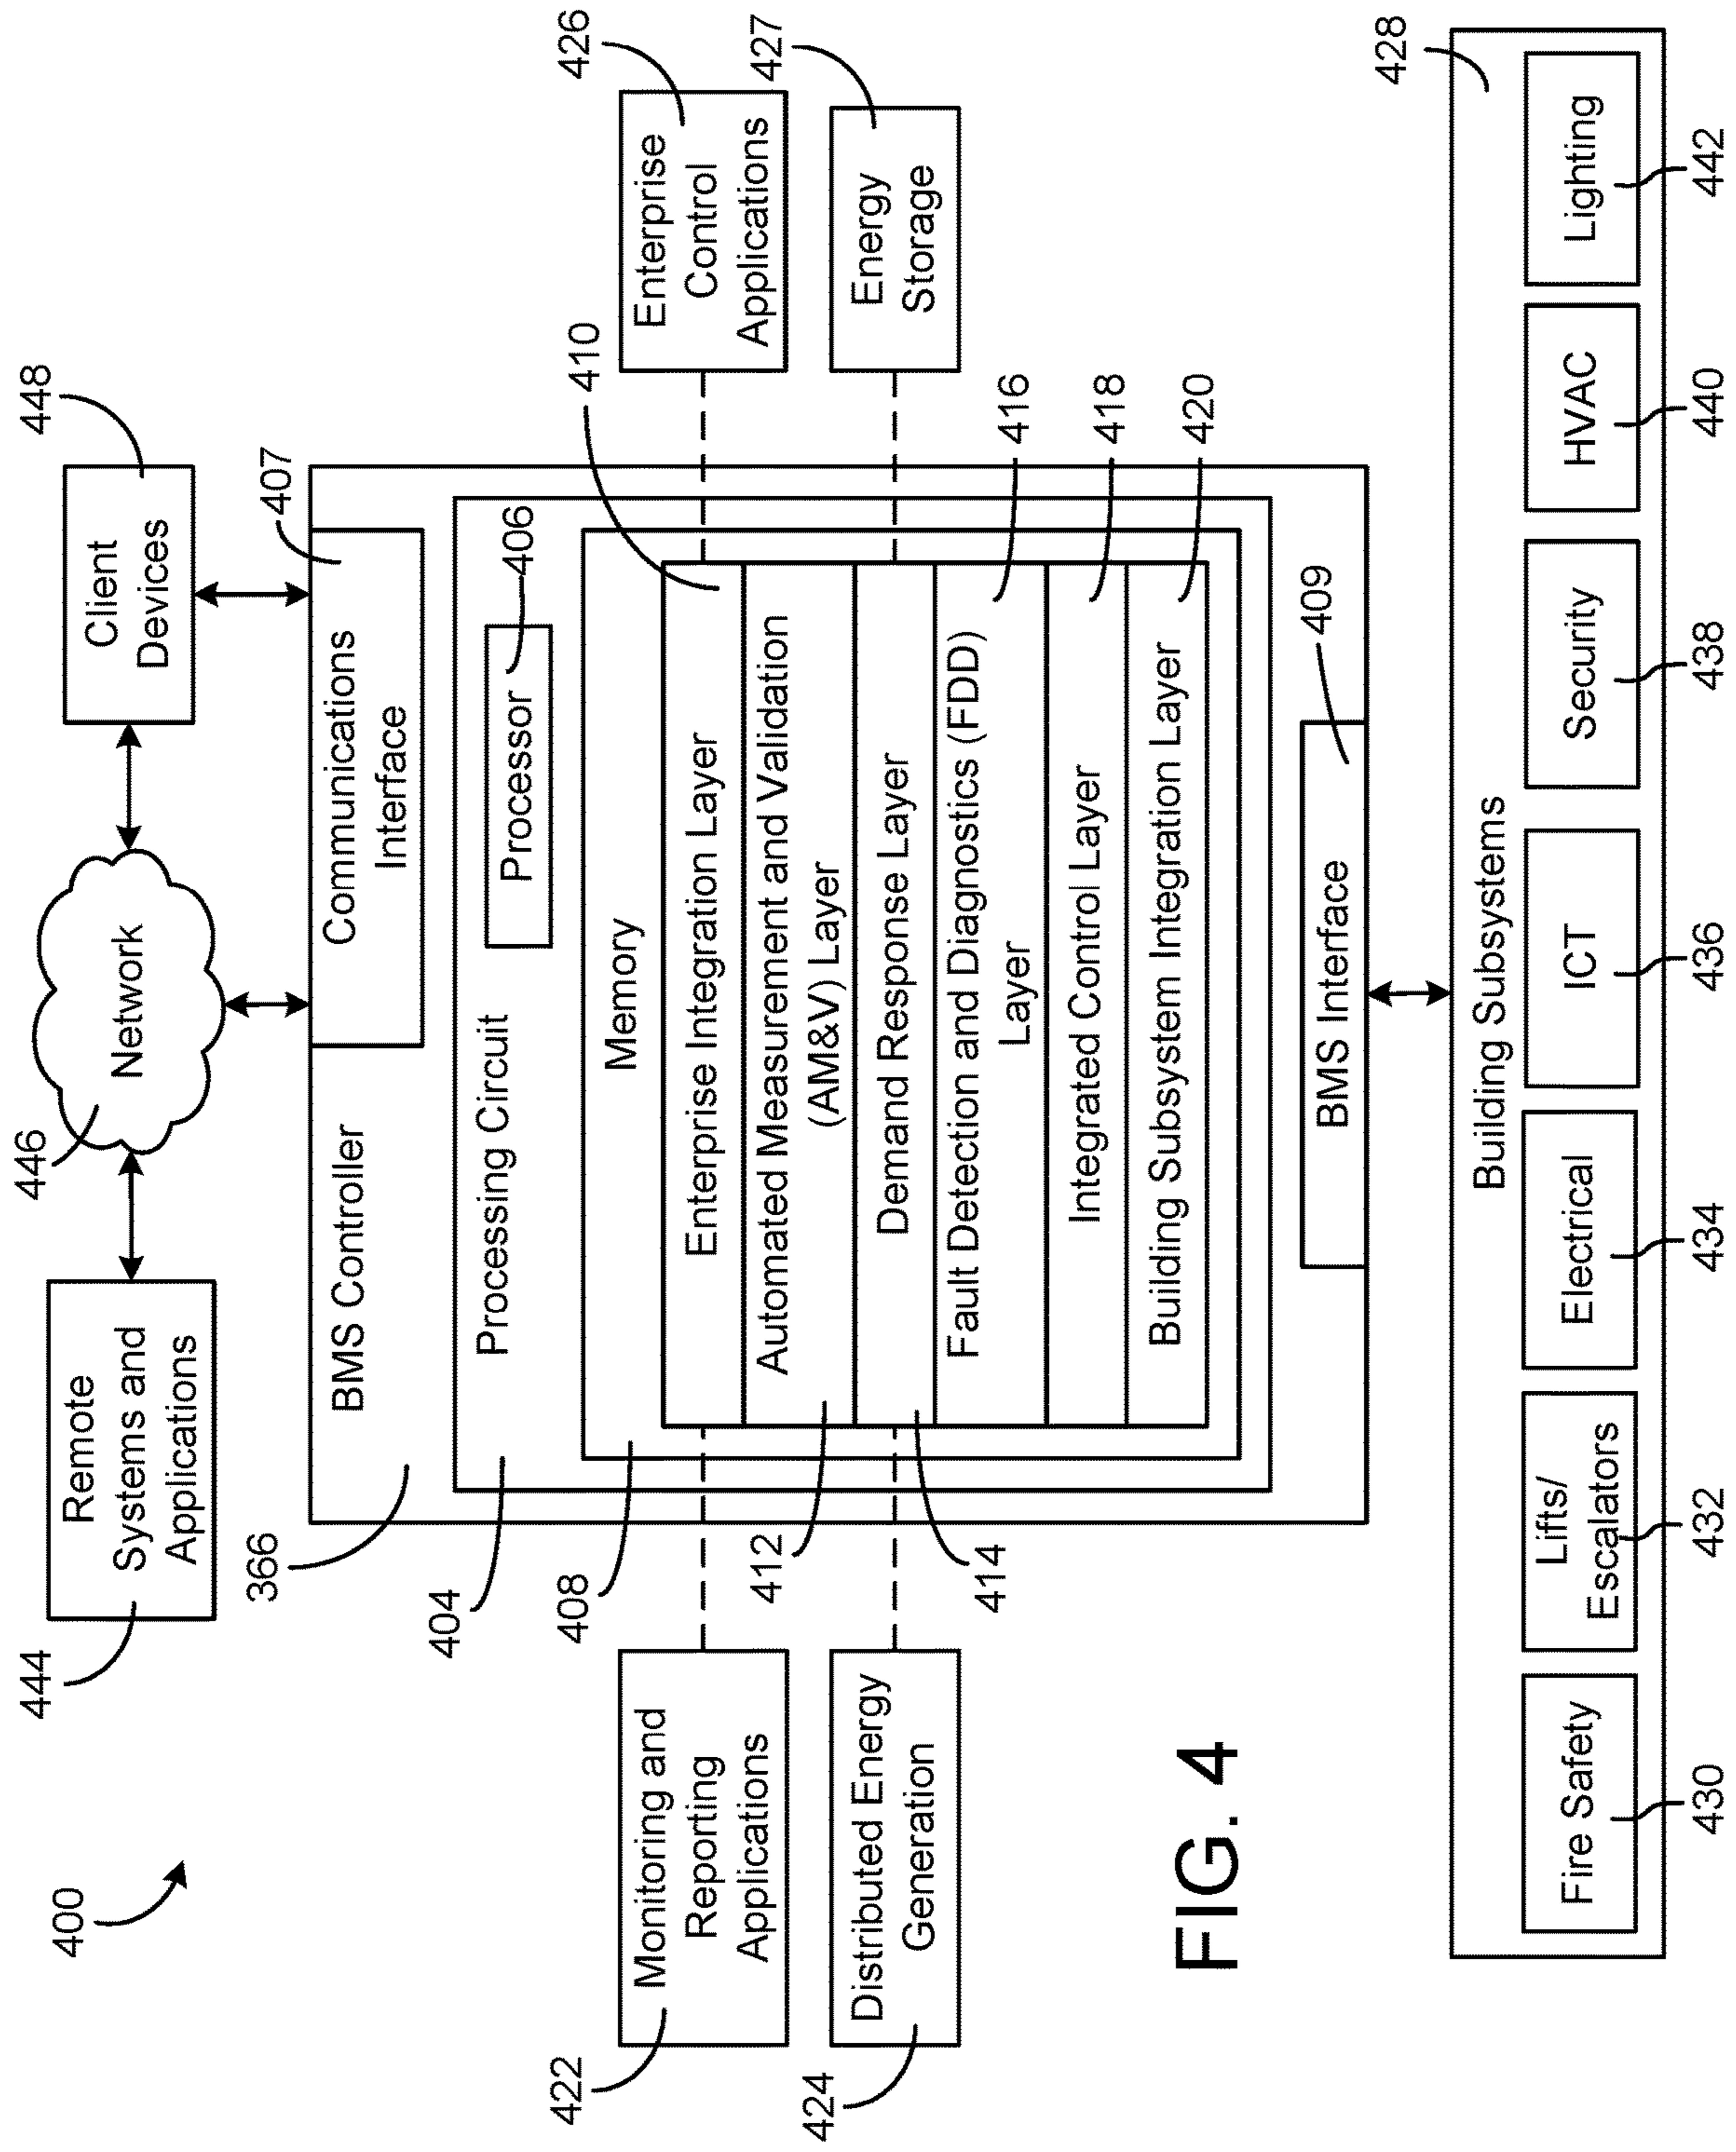 400
444
Remote
Systems and
Applications
446
Network
448
Client
Devices
366
BMS Controller
407
Communications
Interface
404
Processing Circuit
406
Processor
408
Memory
410
Enterprise Integration Layer
412
Automated Measurement and Validation
(AM&V) Layer
414
Demand Response Layer
416
Fault Detection and Diagnostics (FDD)
Layer
418
Integrated Control Layer
420
Building Subsystem Integration Layer
409
BMS Interface
422
Monitoring and
Reporting
Applications
424
Distributed Energy
Generation
426
Enterprise
Control
Applications
427
Energy
Storage
FIG. 4
428
Building Subsystems
Fire Safety
Lifts/
Escalators
Electrical
ICT
Security
HVAC
Lighting
430
432
434
436
438
440
442